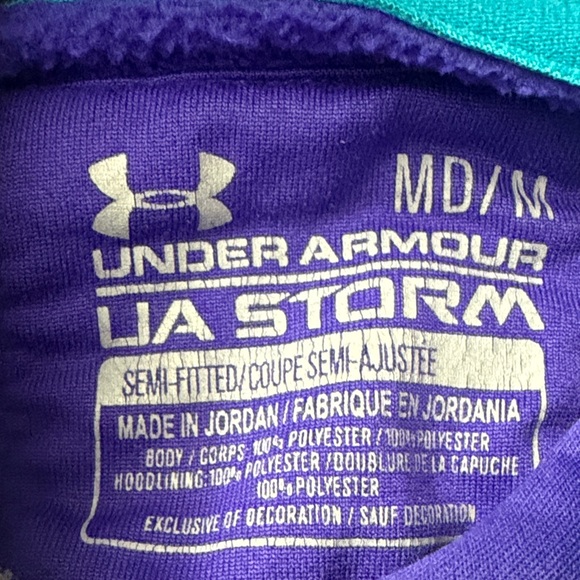 MD/M
UNDER ARMOUR
UA STORM
SEMI-FITTED/COUPE SEMI-AJUSTÉE
MADE IN JORDAN / FABRIQUE EN JORDANIA
BODY / CORPS 100% POLYESTER / 100% POLYESTER
HOODLINING:100% POLYESTER /DOUBLURE DE LA CAPUCHE
100% POLYESTER
EXCLUSIVE OF DECORATION / SAUF DECORATION